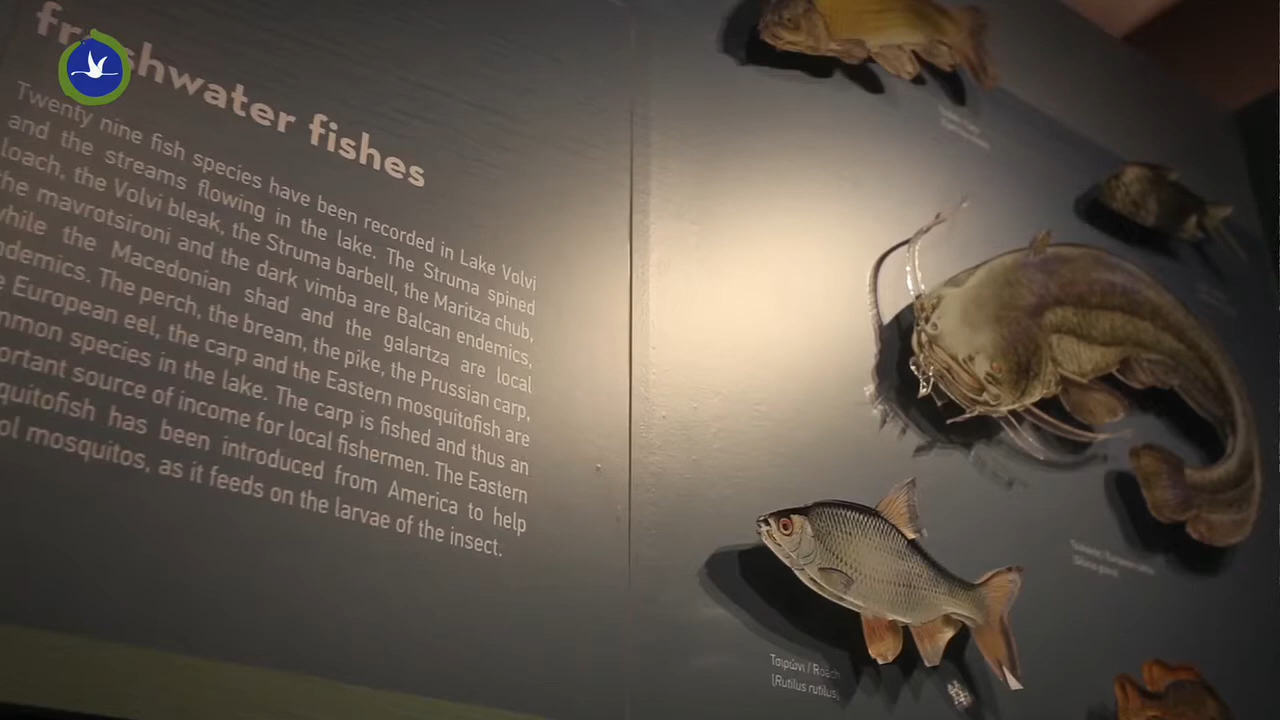 freshwater fishes
Twenty nine fish species have been recorded in Lake Volvi
and the streams flowing in the lake. The Struma spined
loach, the Volvi bleak, the Struma barbell, the Maritza chub,
the mavrotsironi and the dark vimba are Balcan endemics,
while the Macedonian shad and the galartza are local
ndemics. The perch, the bream, the pike, the Prussian carp,
e European eel, the carp and the Eastern mosquitofish are
mmon species in the lake. The carp is fished and thus an
ortant source of income for local fishermen. The Eastern
quitofish has been introduced from America to help
ol mosquitos, as it feeds on the larvae of the insect.
Τσιρώνι / Roach
(Rutilus rutilus)